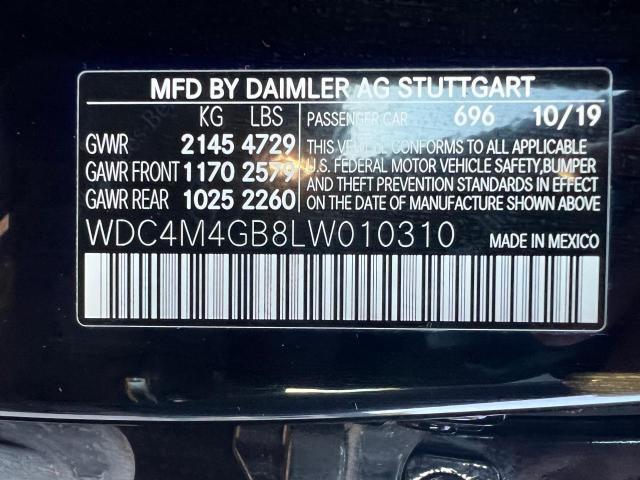 MFD BY DAIMLER AG STUTTGART
KG LBS PASSENGER CAR 696 10/19
GVWR 2145 4729 THIS VEHICLE CONFORMS TO ALL APPLICABLE
GAWR FRONT 1170 2579 U.S. FEDERAL MOTOR VEHICLE SAFETY, BUMPER
GAWR REAR 1025 2260 AND THEFT PREVENTION STANDARDS IN EFFECT
ON THE DATE OF MANUFACTURE SHOWN ABOVE
WDC4M4GB8LW010310 MADE IN MEXICO